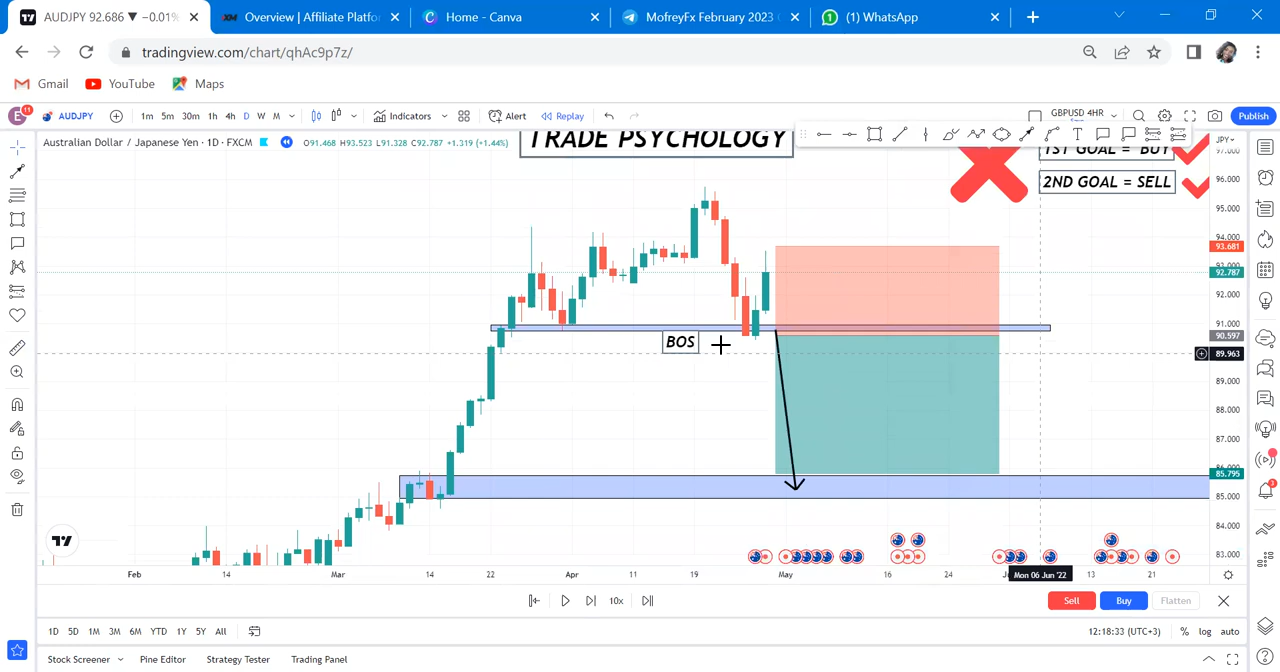 AUDJPY 92.686 ▼ −0.01%
Overview | Affiliate Platfo
Home - Canva
MofreyFx February 2023
(1) WhatsApp
tradingview.com/chart/qhAc9p7z/
Gmail
YouTube
Maps
E
11
AUDJPY
1m 5m 30m 1h 4h D W M
Indicators
Alert
Replay
GBPUSD 4HR
Publish
Australian Dollar / Japanese Yen · 1D · FXCM
O91.468 H93.523 L91.328 C92.787 +1.319 (+1.44%)
TRADE PSYCHOLOGY
1ST GOAL = BUY
2ND GOAL = SELL
BOS
JPY
97.000
96.000
95.000
94.000
93.681
93.000
92.787
92.000
91.000
90.597
89.963
89.000
88.000
87.000
86.000
85.795
85.000
84.000
83.000
Feb 14 Mar 14 22 Apr 11 19 May 16 24 Mon 06 Jun '22 13 21
10x
Sell
Buy
Flatten
1D 5D 1M 3M 6M YTD 1Y 5Y All
12:18:33 (UTC+3)
% log auto
Stock Screener
Pine Editor
Strategy Tester
Trading Panel